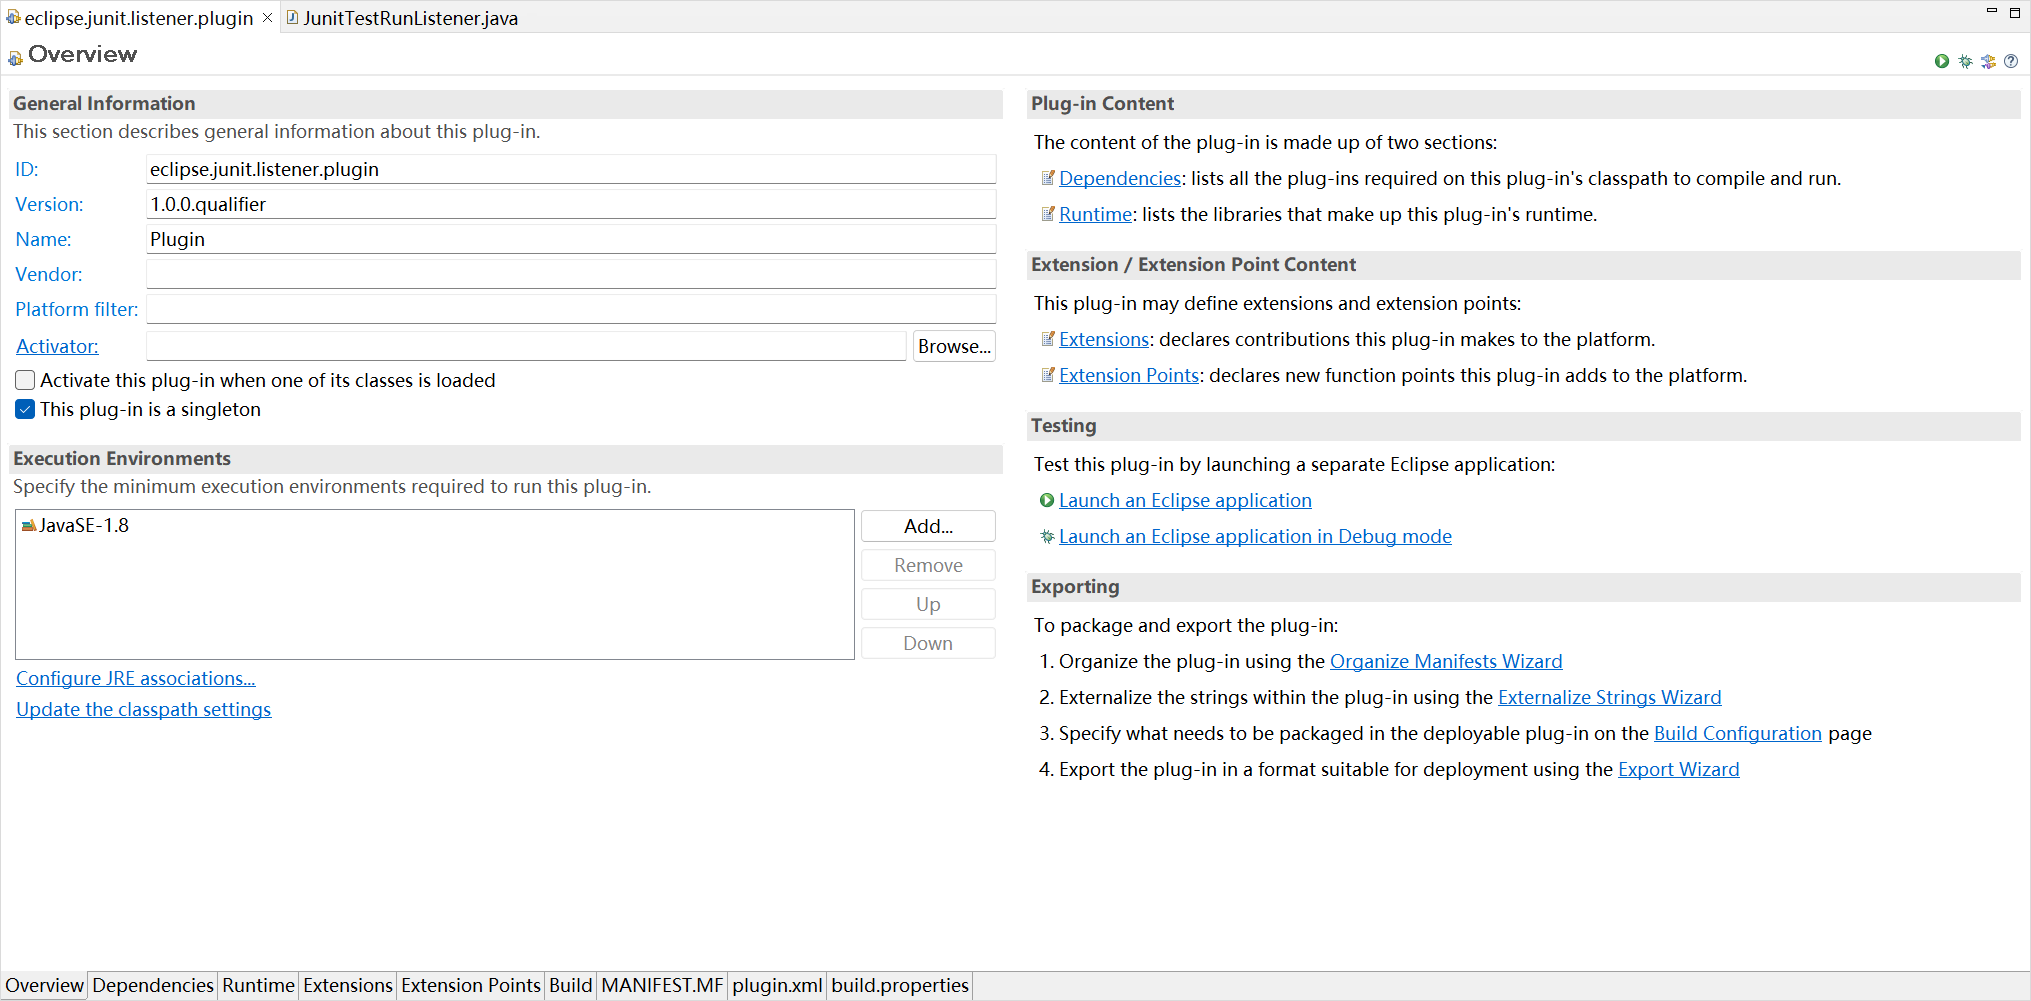 eclipse.junit.listener.plugin
JunitTestRunListener.java
Overview
General Information
This section describes general information about this plug-in.
ID:
eclipse.junit.listener.plugin
Version:
1.0.0.qualifier
Name:
Plugin
Vendor:
Platform filter:
Activator:
Browse...
Activate this plug-in when one of its classes is loaded
This plug-in is a singleton
Execution Environments
Specify the minimum execution environments required to run this plug-in.
JavaSE-1.8
Add...
Remove
Up
Down
Configure JRE associations...
Update the classpath settings
Plug-in Content
The content of the plug-in is made up of two sections:
Dependencies: lists all the plug-ins required on this plug-in's classpath to compile and run.
Runtime: lists the libraries that make up this plug-in's runtime.
Extension / Extension Point Content
This plug-in may define extensions and extension points:
Extensions: declares contributions this plug-in makes to the platform.
Extension Points: declares new function points this plug-in adds to the platform.
Testing
Test this plug-in by launching a separate Eclipse application:
Launch an Eclipse application
Launch an Eclipse application in Debug mode
Exporting
To package and export the plug-in:
1. Organize the plug-in using the Organize Manifests Wizard
2. Externalize the strings within the plug-in using the Externalize Strings Wizard
3. Specify what needs to be packaged in the deployable plug-in on the Build Configuration page
4. Export the plug-in in a format suitable for deployment using the Export Wizard
Overview Dependencies Runtime Extensions Extension Points Build MANIFEST.MF plugin.xml build.properties